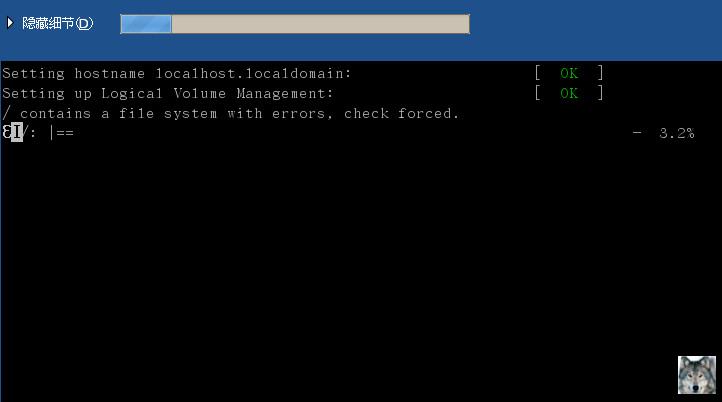 隐藏细节(D)
Setting hostname localhost.localdomain: [ OK ]
Setting up Logical Volume Management: [ OK ]
/ contains a file system with errors, check forced.
/: |== - 3.2%